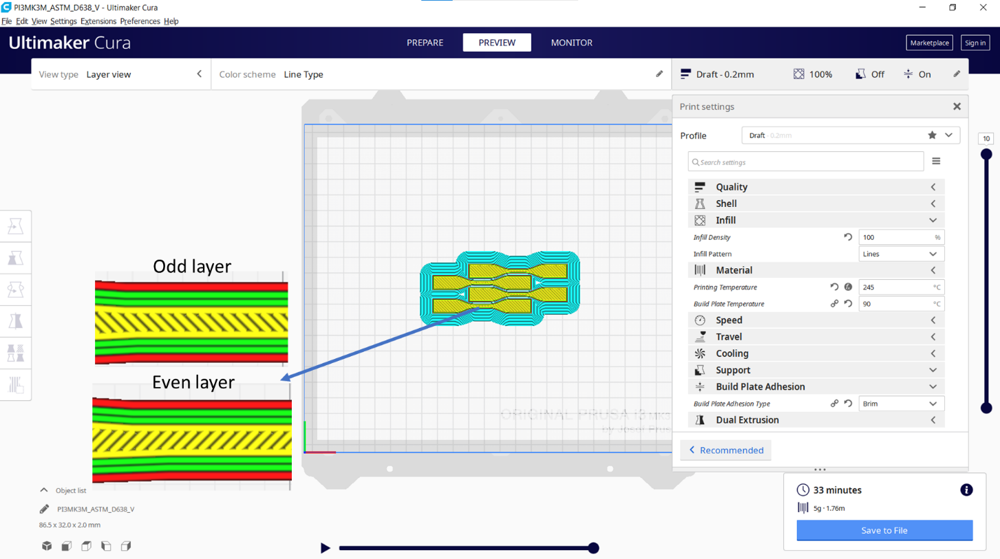 PI3MK3M_ASTM_D638_V - Ultimaker Cura
File Edit View Settings Extensions Preferences Help
Ultimaker Cura
PREPARE
PREVIEW
MONITOR
Marketplace
Sign in
View type Layer view
Color scheme Line Type
Draft - 0.2mm
100%
Off
On
Print settings
Profile
Draft - 0.2mm
10
Search settings
Quality
Shell
Infill
Infill Density 100 %
Infill Pattern Lines
Material
Printing Temperature 245 °C
Build Plate Temperature 90 °C
Speed
Travel
Cooling
Support
Build Plate Adhesion
Build Plate Adhesion Type Brim
Dual Extrusion
Recommended
Odd layer
Even layer
ORIGINAL PRUSA i3 MK3
by Josef Prus
Object list
PI3MK3M_ASTM_D638_V
86.5 x 32.0 x 2.0 mm
33 minutes
5g · 1.76m
Save to File